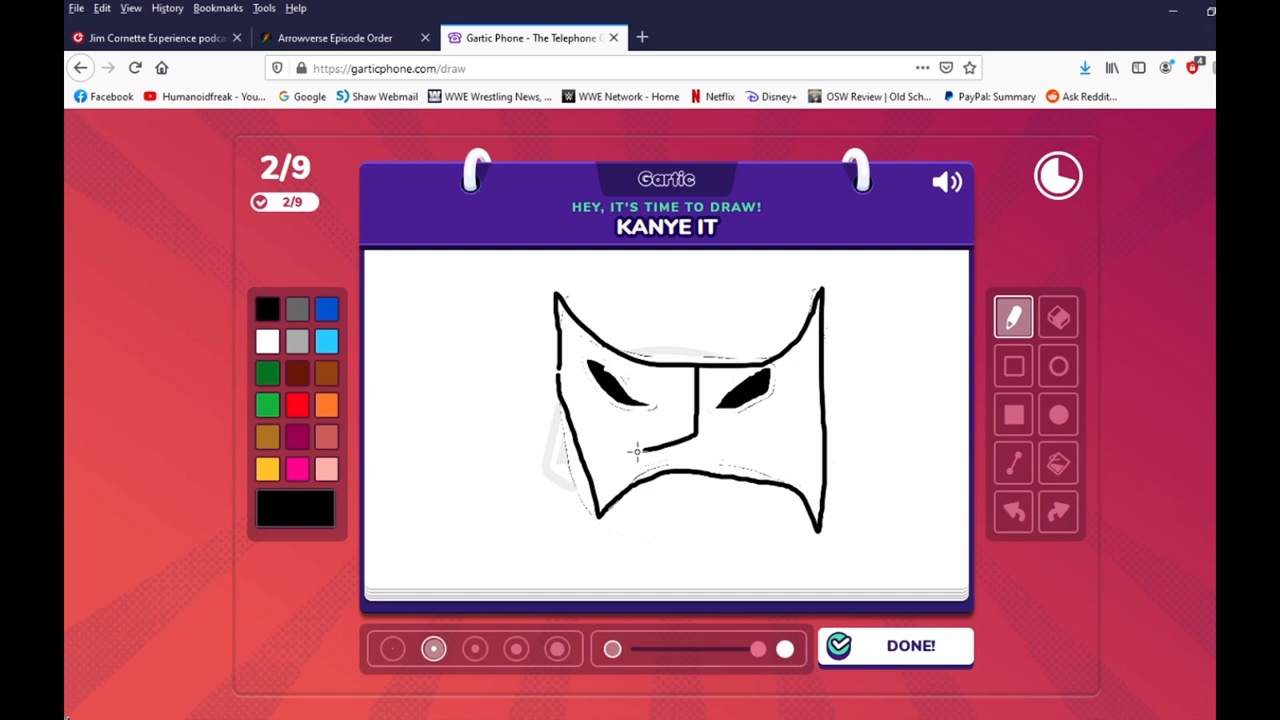 File Edit View History Bookmarks Tools Help
Jim Cornette Experience podca Arrowverse Episode Order Gartic Phone - The Telephone G
https://garticphone.com/draw
4
Facebook Humanoidfreak - You... Google Shaw Webmail WWE Wrestling News, ... WWE Network - Home Netflix Disney+ OSW Review | Old Sch... PayPal: Summary Ask Reddit...
2/9
2/9
Gartic
HEY, IT'S TIME TO DRAW!
KANYE IT
DONE!